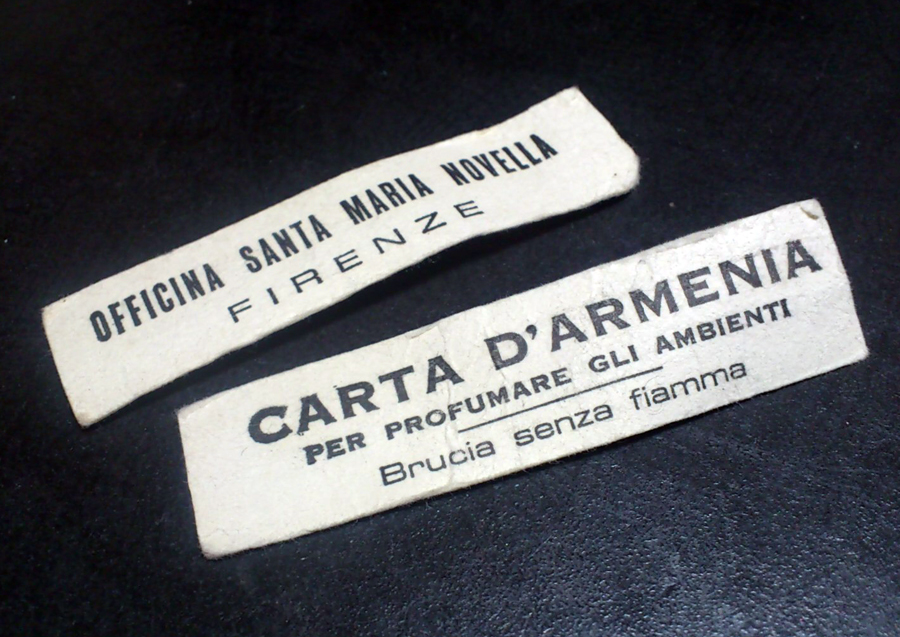 OFFICINA SANTA MARIA NOVELLA
FIRENZE
CARTA D'ARMENIA
PER PROFUMARE GLI AMBIENTI
Brucia senza fiamma